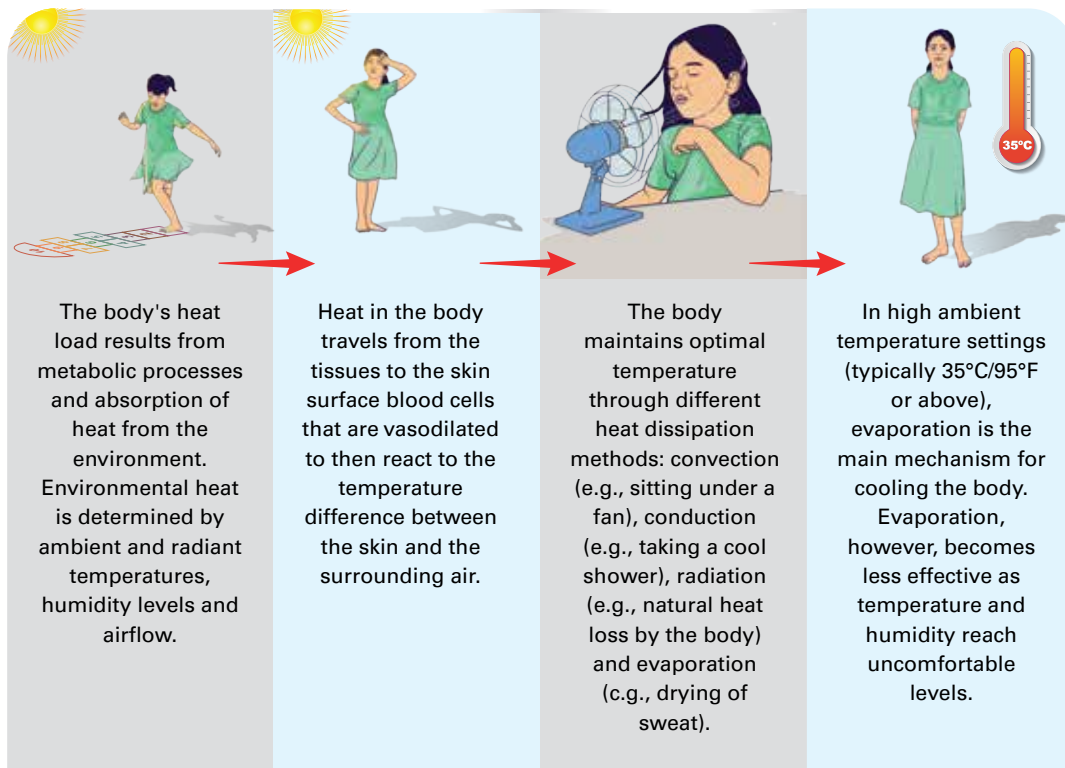 35°C
The body's heat
load results from
metabolic processes
and absorption of
heat from the
environment.
Environmental heat
is determined by
ambient and radiant
temperatures,
humidity levels and
airflow.
Heat in the body
travels from the
tissues to the skin
surface blood cells
that are vasodilated
to then react to the
temperature
difference between
the skin and the
surrounding air.
The body
maintains optimal
temperature
through different
heat dissipation
methods: convection
(e.g., sitting under a
fan), conduction
(e.g., taking a cool
shower), radiation
(e.g., natural heat
loss by the body)
and evaporation
(c.g., drying of
sweat).
In high ambient
temperature settings
(typically 35°C/95°F
or above),
evaporation is the
main mechanism for
cooling the body.
Evaporation,
however, becomes
less effective as
temperature and
humidity reach
uncomfortable
levels.